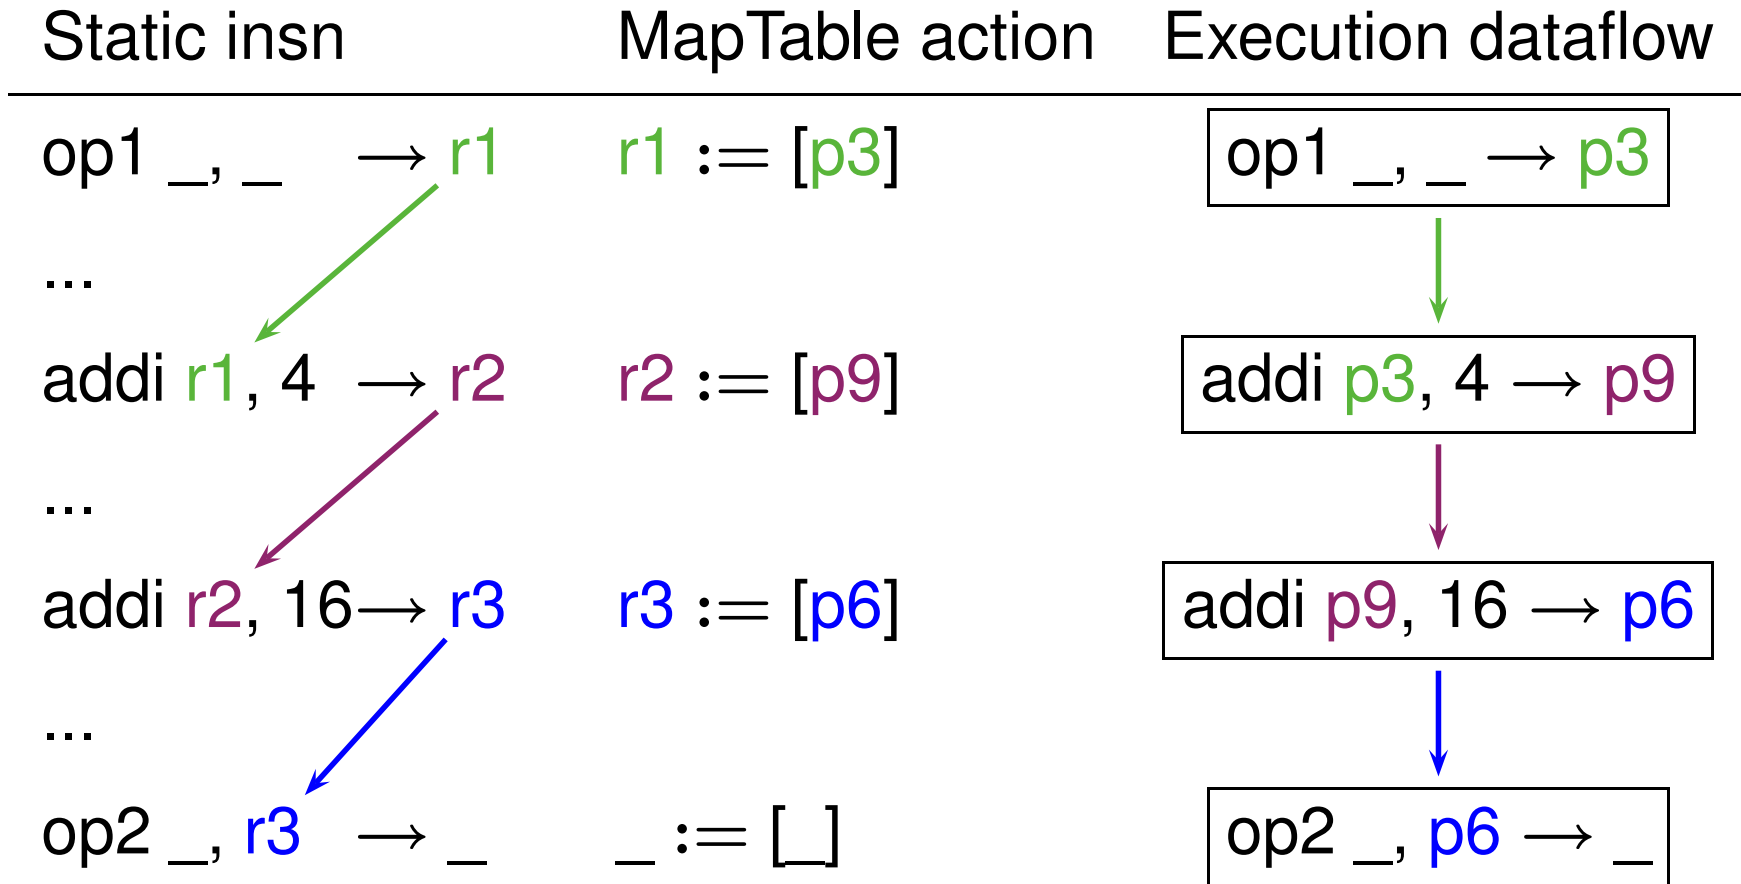 Static insn MapTable action Execution dataflow
op1 _, _ → r1 r1 := [p3] op1 _, _ → p3
...
addi r1, 4 → r2 r2 := [p9] addi p3, 4 → p9
...
addi r2, 16 → r3 r3 := [p6] addi p9, 16 → p6
...
op2 _, r3 → _ _ := [_] op2 _, p6 → _